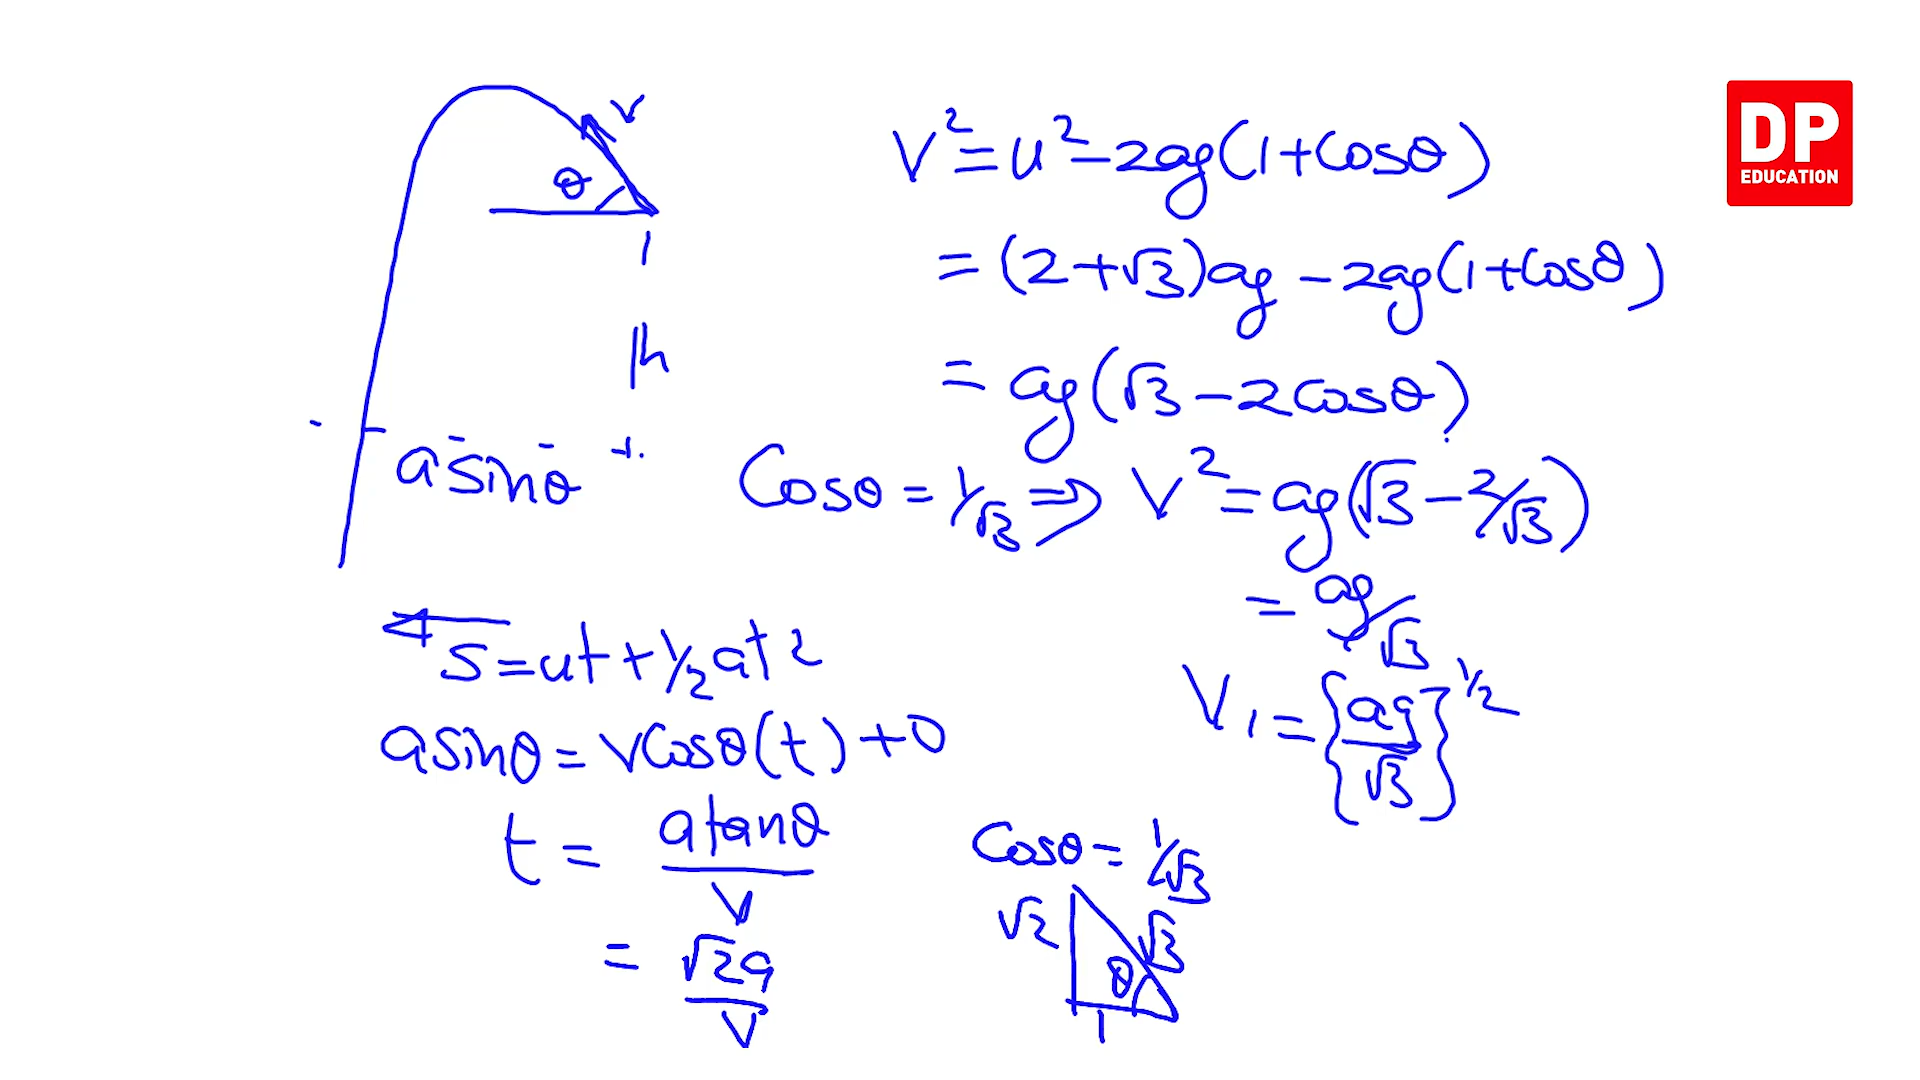 DP
EDUCATION
V
θ
h
a sinθ
V² = u² - 2ag(1+Cosθ)
= (2+√3)ag - 2ag(1+Cosθ)
= ag(√3 - 2Cosθ)
Cosθ = 1/√3 ⇒ V² = ag(√3 - 2/√3)
= ag/√3
V₁ = {ag/√3}^1/2
S = ut + 1/2 at²
a sinθ = VCosθ(t) + 0
t = a tanθ/V
= √2a/V
Cosθ = 1/√3
√2
√3
θ
1